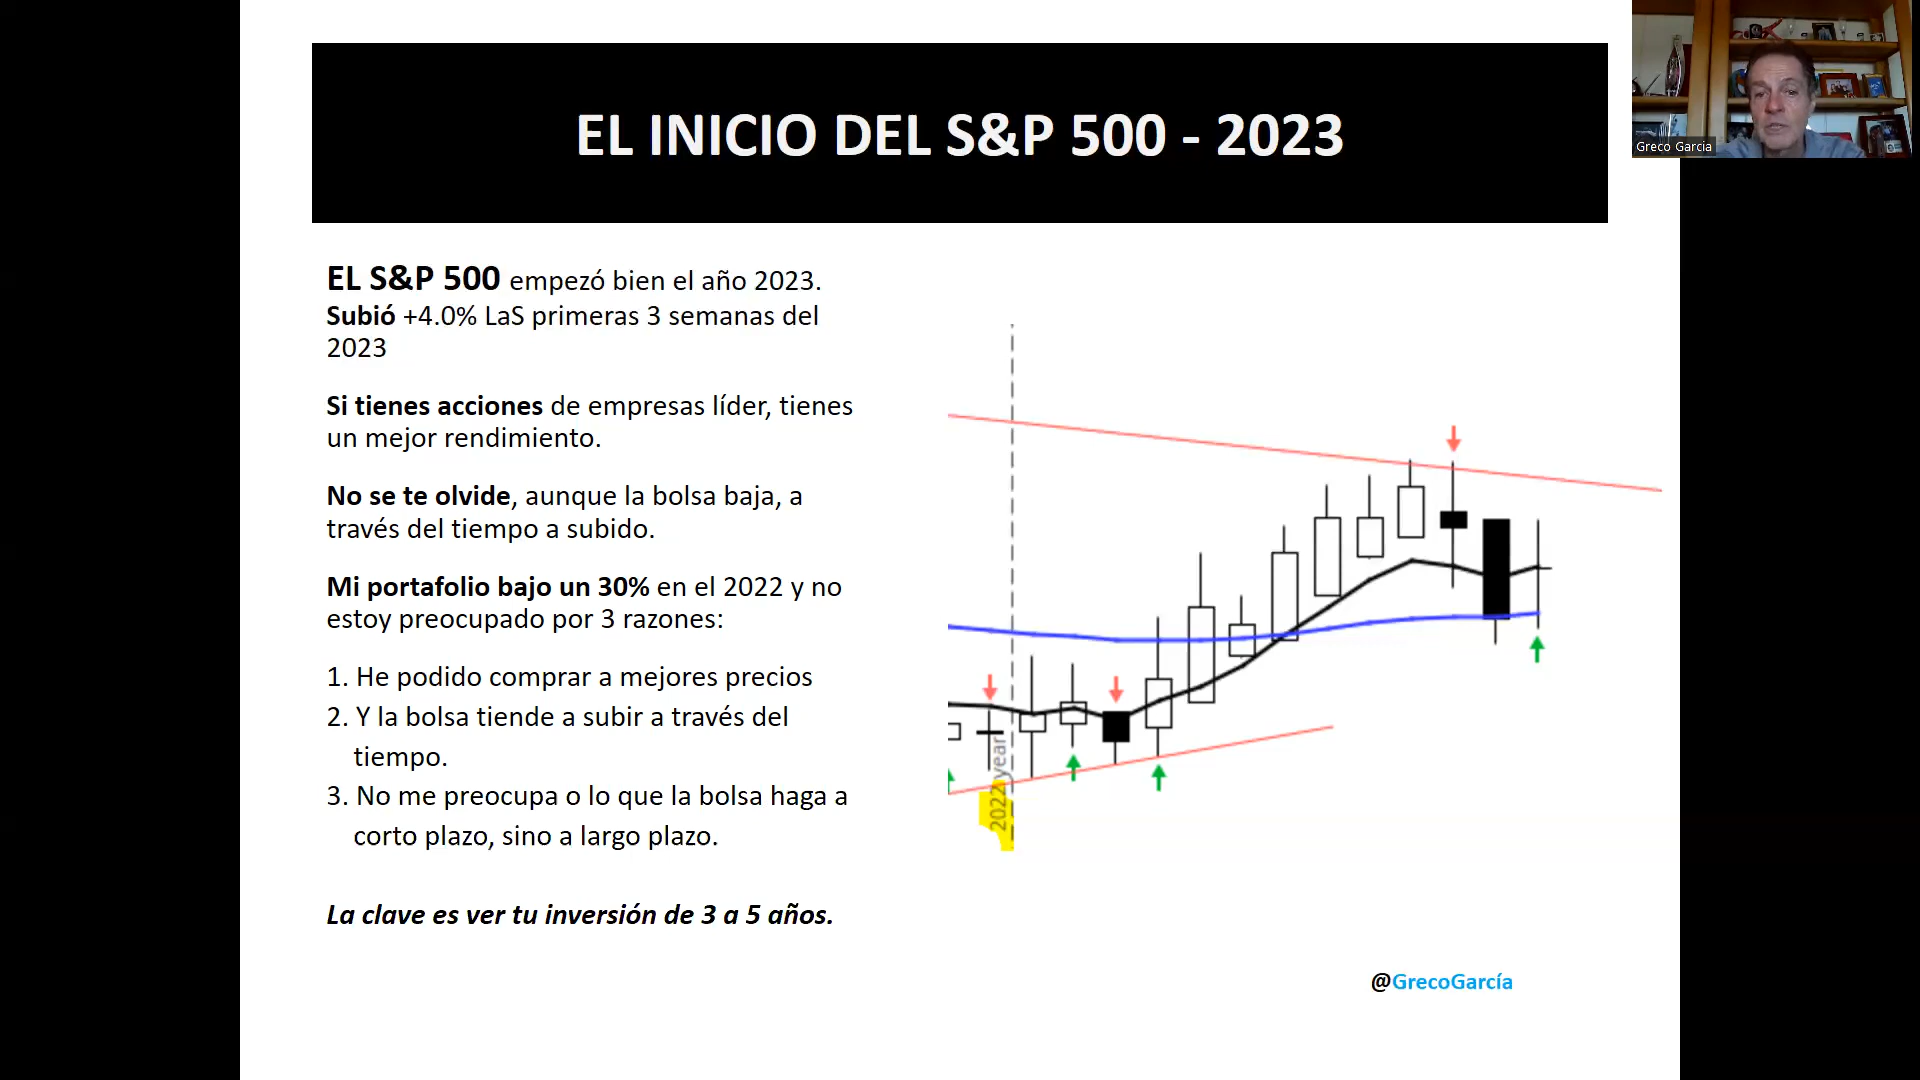 EL INICIO DEL S&P 500 - 2023
Greco Garcia
EL S&P 500 empezó bien el año 2023.
Subió +4.0% LaS primeras 3 semanas del
2023
Si tienes acciones de empresas líder, tienes
un mejor rendimiento.
No se te olvide, aunque la bolsa baja, a
través del tiempo a subido.
Mi portafolio bajo un 30% en el 2022 y no
estoy preocupado por 3 razones:
1. He podido comprar a mejores precios
2. Y la bolsa tiende a subir a través del
tiempo.
3. No me preocupa o lo que la bolsa haga a
corto plazo, sino a largo plazo.
La clave es ver tu inversión de 3 a 5 años.
2022 year
@GrecoGarcía